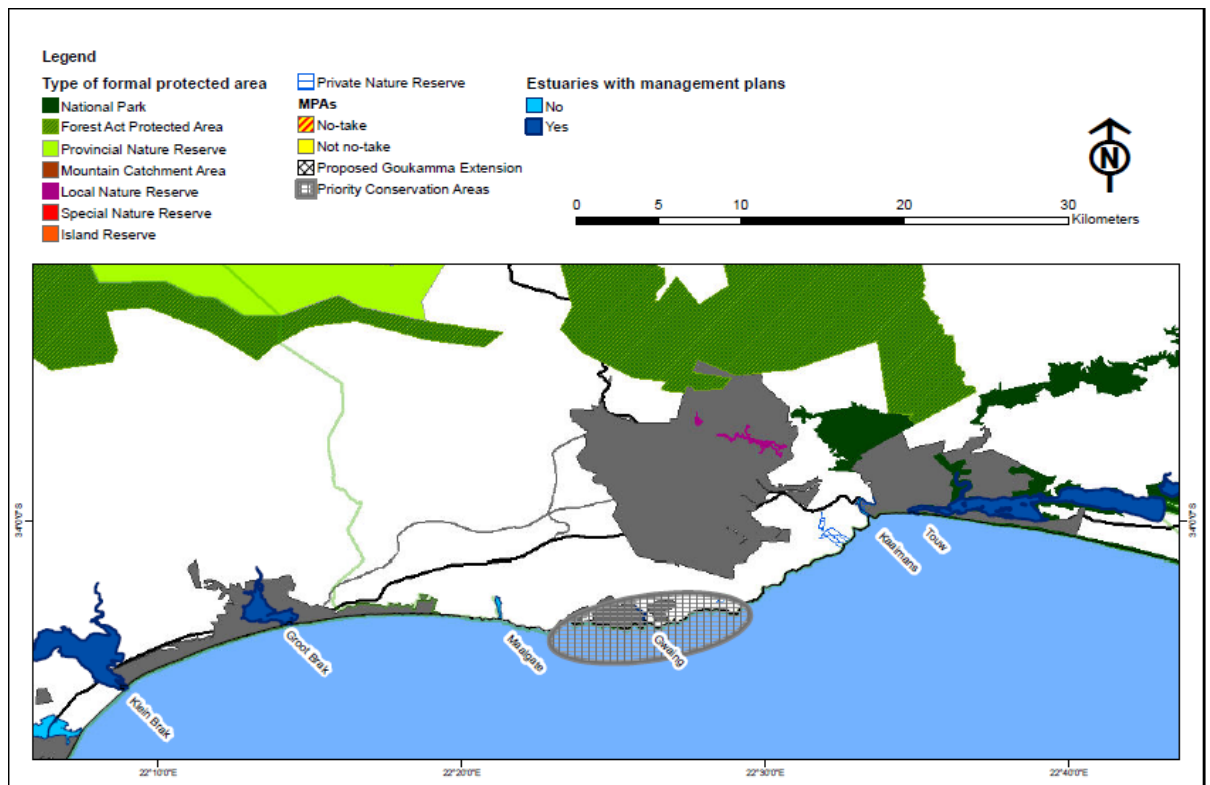 Legend
Type of formal protected area
National Park
Forest Act Protected Area
Provincial Nature Reserve
Mountain Catchment Area
Local Nature Reserve
Special Nature Reserve
Island Reserve
Private Nature Reserve
MPAs
No-take
Not no-take
Proposed Goukamma Extension
Priority Conservation Areas
Estuaries with management plans
No
Yes
N
0 5 10 20 30
Kilometers
34°0'0"S
34°0'0"S
Kaaimans
Touw
Groot Brak
Maalgate
Gwaing
Klein Brak
22°10'0"E 22°20'0"E 22°30'0"E 22°40'0"E